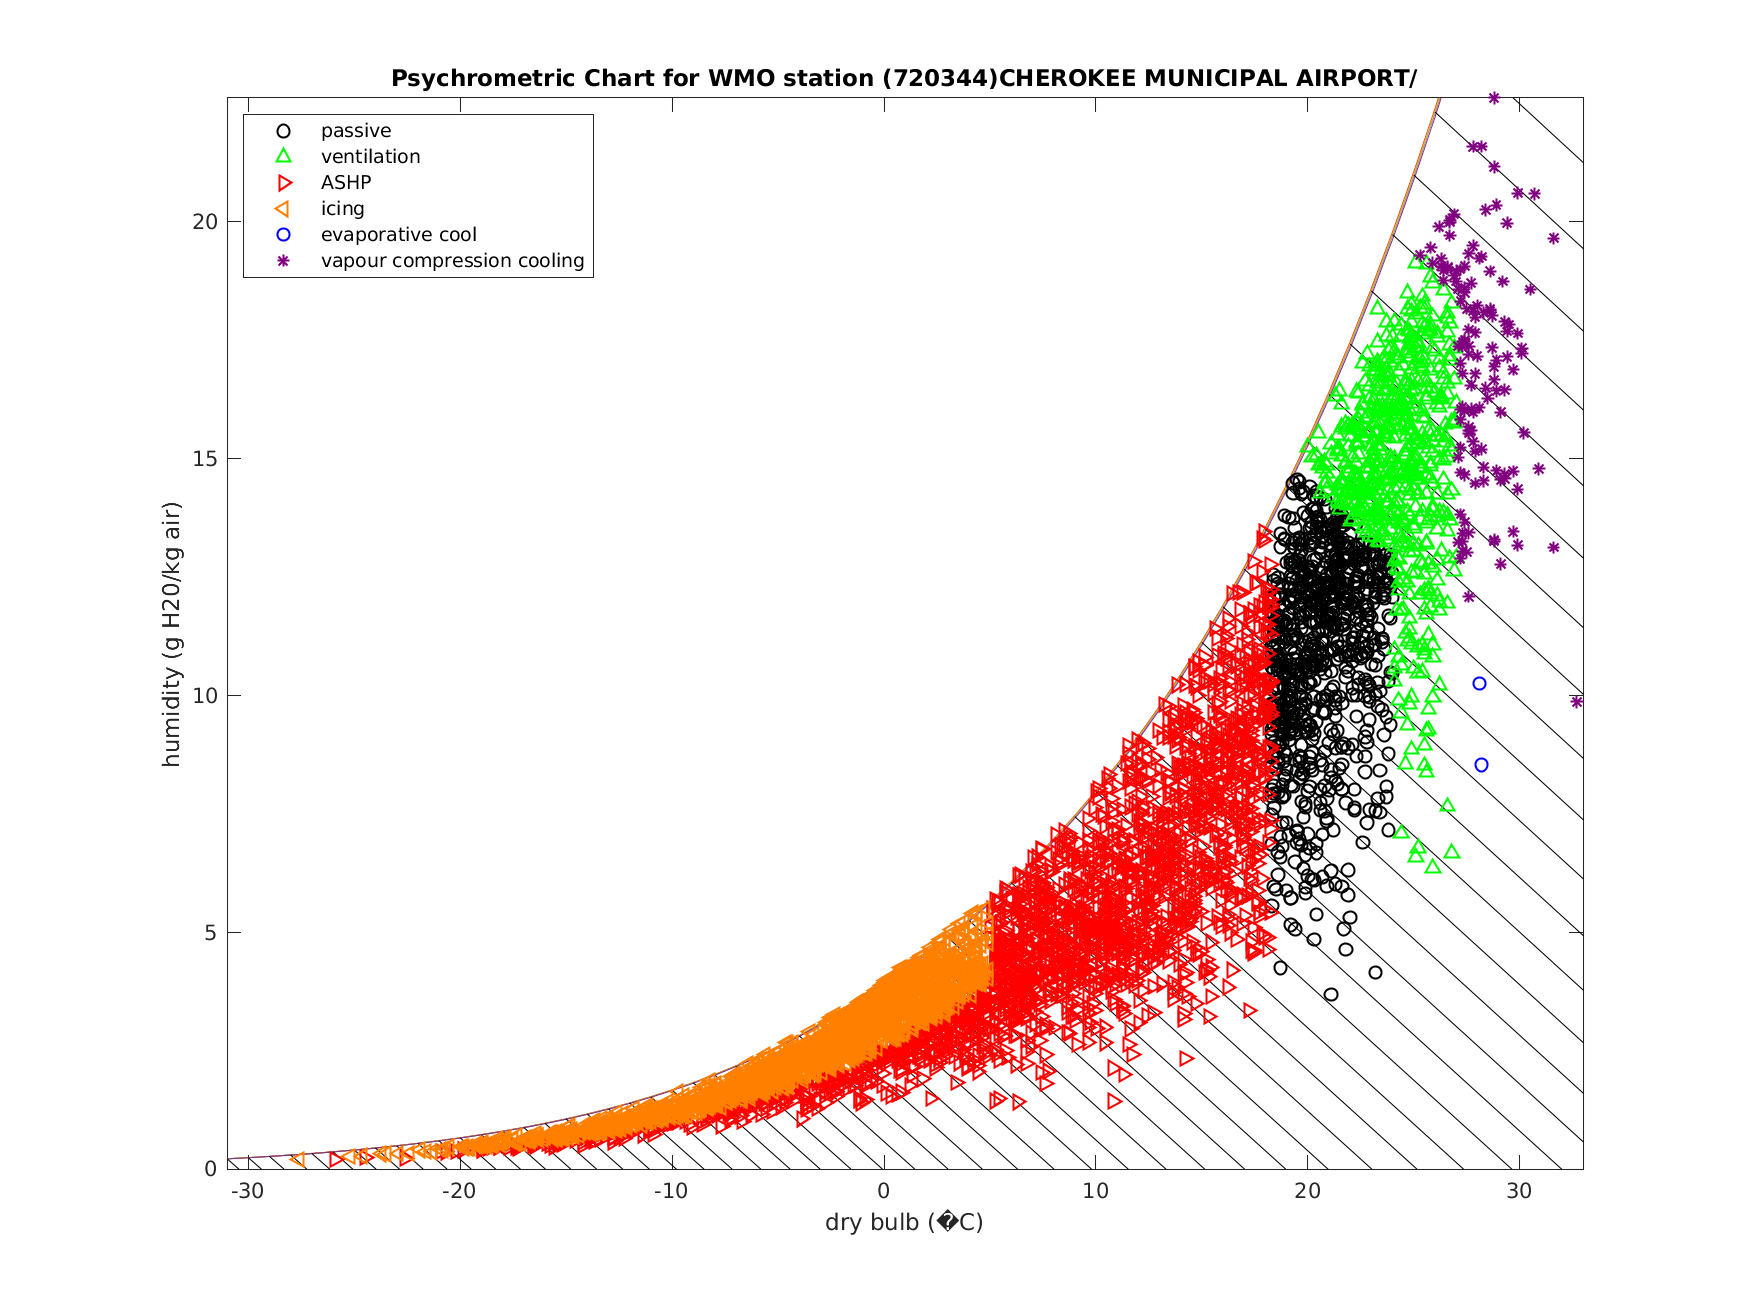 Psychrometric Chart for WMO station (720344)CHEROKEE MUNICIPAL AIRPORT/
passive
ventilation
ASHP
icing
evaporative cool
vapour compression cooling
humidity (g H20/kg air)
20
15
10
5
0
-30 -20 -10 0 10 20 30
dry bulb (�C)